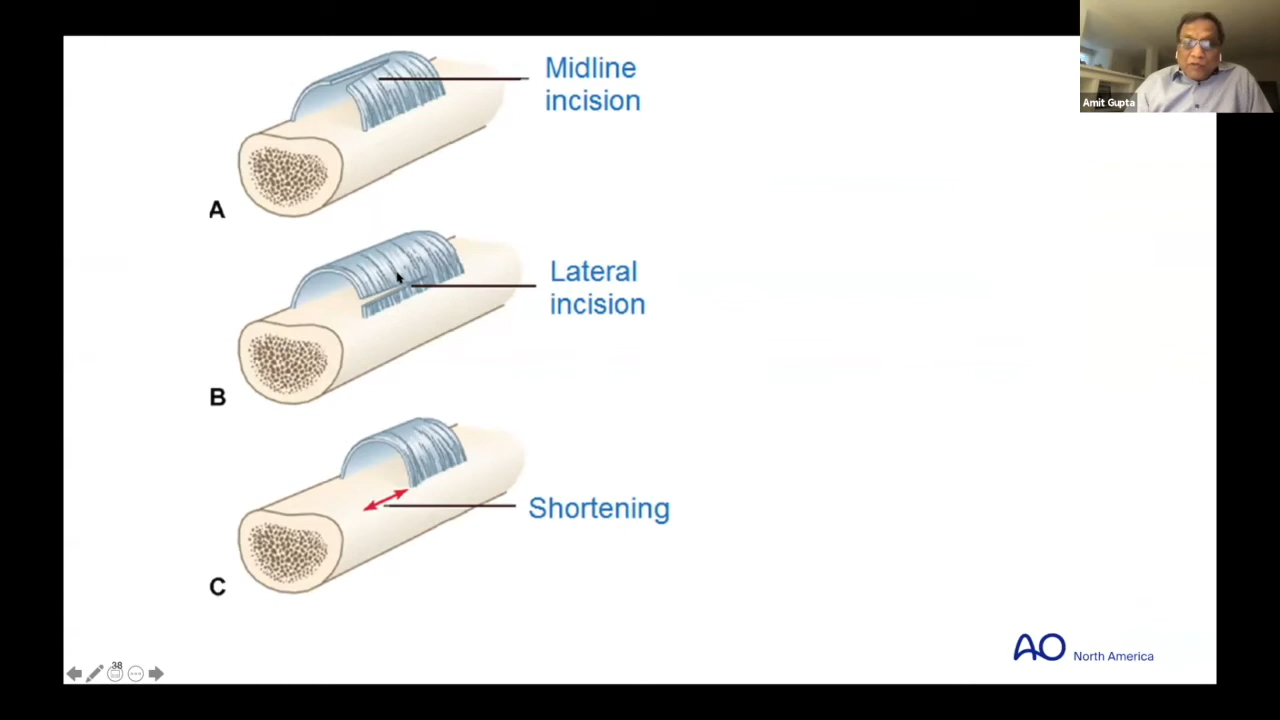 Midline
incision
A
Lateral
incision
B
Shortening
C
Amit Gupta
38
AO North America